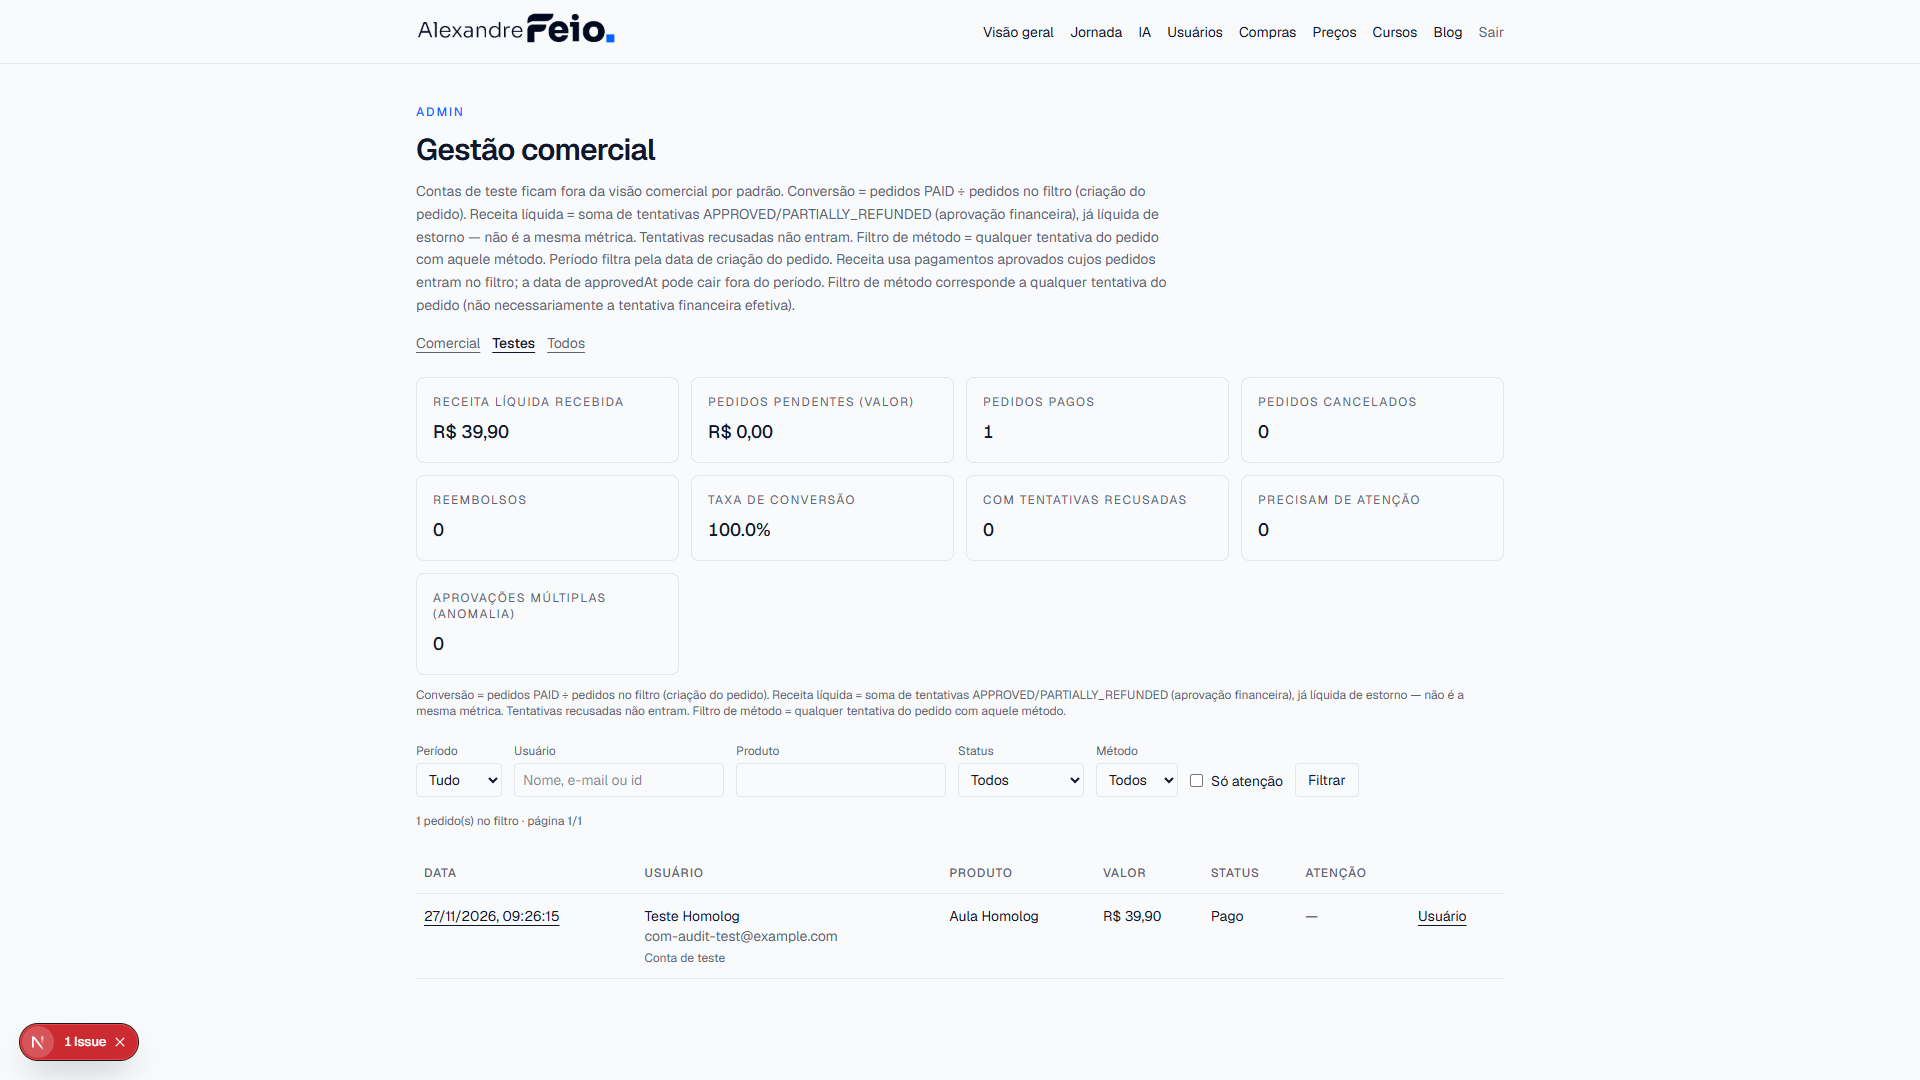 Alexandre Feio.
Visão geral Jornada IA Usuários Compras Preços Cursos Blog Sair
ADMIN
Gestão comercial
Contas de teste ficam fora da visão comercial por padrão. Conversão = pedidos PAID ÷ pedidos no filtro (criação do
pedido). Receita líquida = soma de tentativas APPROVED/PARTIALLY_REFUNDED (aprovação financeira), já líquida de
estorno — não é a mesma métrica. Tentativas recusadas não entram. Filtro de método = qualquer tentativa do pedido
com aquele método. Período filtra pela data de criação do pedido. Receita usa pagamentos aprovados cujos pedidos
entram no filtro; a data de approvedAt pode cair fora do período. Filtro de método corresponde a qualquer tentativa do
pedido (não necessariamente a tentativa financeira efetiva).
Comercial Testes Todos
RECEITA LÍQUIDA RECEBIDA
R$ 39,90
PEDIDOS PENDENTES (VALOR)
R$ 0,00
PEDIDOS PAGOS
1
PEDIDOS CANCELADOS
0
REEMBOLSOS
0
TAXA DE CONVERSÃO
100.0%
COM TENTATIVAS RECUSADAS
0
PRECISAM DE ATENÇÃO
0
APROVAÇÕES MÚLTIPLAS
(ANOMALIA)
0
Conversão = pedidos PAID ÷ pedidos no filtro (criação do pedido). Receita líquida = soma de tentativas APPROVED/PARTIALLY_REFUNDED (aprovação financeira), já líquida de estorno — não é a
mesma métrica. Tentativas recusadas não entram. Filtro de método = qualquer tentativa do pedido com aquele método.
Período Usuário Produto Status Método
Tudo Nome, e-mail ou id Todos Todos Só atenção Filtrar
1 pedido(s) no filtro · página 1/1
DATA USUÁRIO PRODUTO VALOR STATUS ATENÇÃO
27/11/2026, 09:26:15 Teste Homolog Aula Homolog R$ 39,90 Pago — Usuário
com-audit-test@example.com
Conta de teste
N 1 Issue